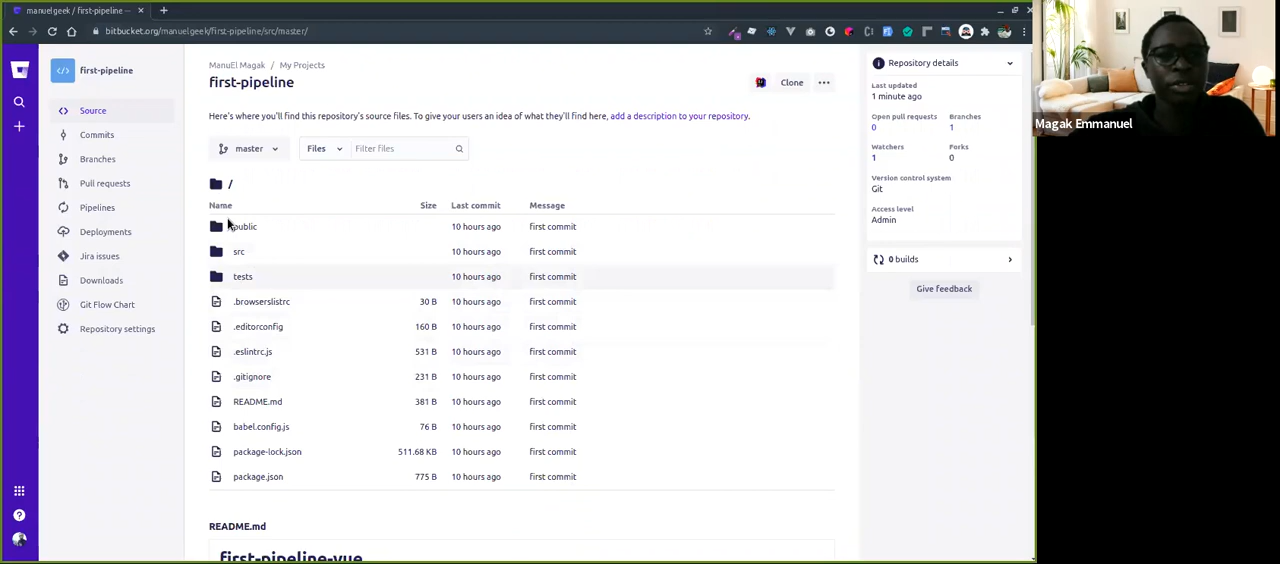 manuelgeek / first-pipeline —
bitbucket.org/manuelgeek/first-pipeline/src/master/
first-pipeline
Source
Commits
Branches
Pull requests
Pipelines
Deployments
Jira issues
Downloads
Git Flow Chart
Repository settings
ManuEl Magak / My Projects
first-pipeline
Clone
Here's where you'll find this repository's source files. To give your users an idea of what they'll find here, add a description to your repository.
master
Files
Filter files
/
Name Size Last commit Message
public 10 hours ago first commit
src 10 hours ago first commit
tests 10 hours ago first commit
.browserslistrc 30 B 10 hours ago first commit
.editorconfig 160 B 10 hours ago first commit
.eslintrc.js 531 B 10 hours ago first commit
.gitignore 231 B 10 hours ago first commit
README.md 381 B 10 hours ago first commit
babel.config.js 76 B 10 hours ago first commit
package-lock.json 511.68 KB 10 hours ago first commit
package.json 775 B 10 hours ago first commit
README.md
first-pipeline-vue
Repository details
Last updated
1 minute ago
Open pull requests Branches
0 1
Watchers Forks
1 0
Version control system
Git
Access level
Admin
0 builds
Give feedback
Magak Emmanuel